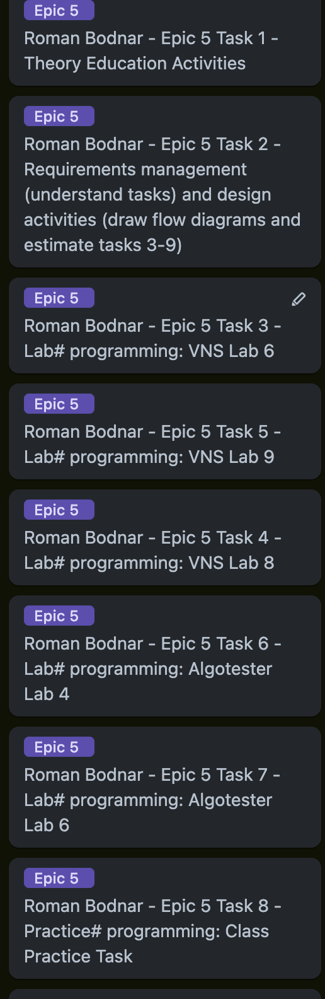 Epic 5
Roman Bodnar - Epic 5 Task 1 -
Theory Education Activities
Epic 5
Roman Bodnar - Epic 5 Task 2 -
Requirements management
(understand tasks) and design
activities (draw flow diagrams and
estimate tasks 3-9)
Epic 5
Roman Bodnar - Epic 5 Task 3 -
Lab# programming: VNS Lab 6
Epic 5
Roman Bodnar - Epic 5 Task 5 -
Lab# programming: VNS Lab 9
Epic 5
Roman Bodnar - Epic 5 Task 4 -
Lab# programming: VNS Lab 8
Epic 5
Roman Bodnar - Epic 5 Task 6 -
Lab# programming: Algotester
Lab 4
Epic 5
Roman Bodnar - Epic 5 Task 7 -
Lab# programming: Algotester
Lab 6
Epic 5
Roman Bodnar - Epic 5 Task 8 -
Practice# programming: Class
Practice Task